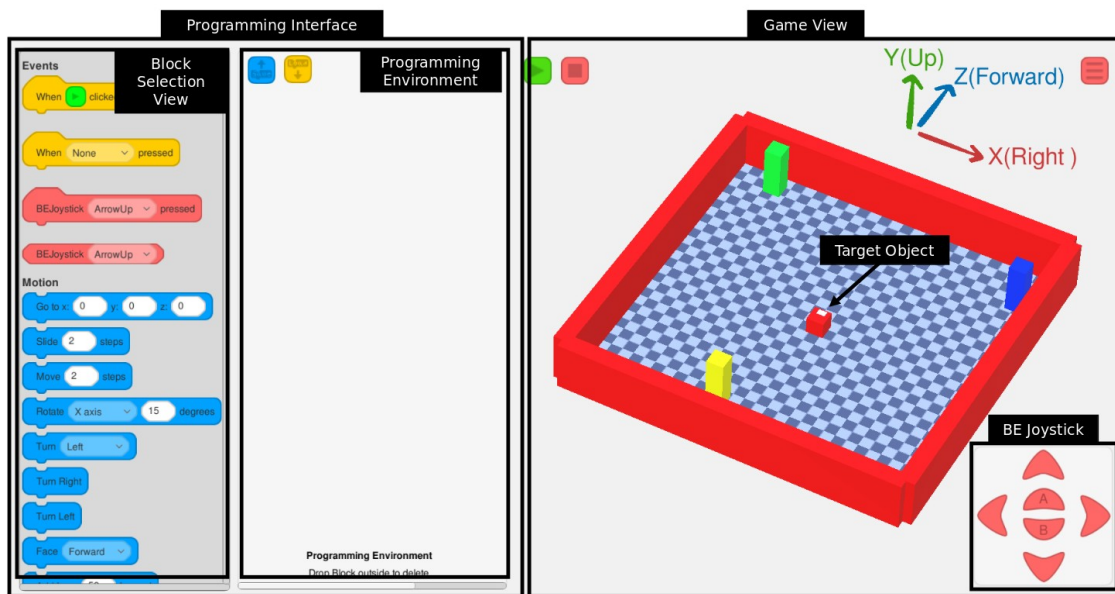 Programming Interface
Game View
Events
Block
Selection
View
When clicke
When None pressed
BEJoystick ArrowUp pressed
BEJoystick ArrowUp
Motion
Go to x: 0 y: 0 z: 0
Slide 2 steps
Move 2 steps
Rotate X axis 15 degrees
Turn Left
Turn Right
Turn Left
Face Forward
Programming
Environment
Programming Environment
Drop Block outside to delete
Y(Up)
Z(Forward)
X(Right )
Target Object
BE Joystick
A
B